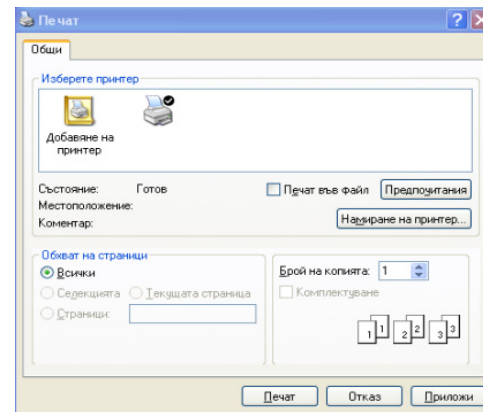 Печат
Общи
Изберете принтер
Добавяне на
принтер
Състояние: Готов
Печат във файл
Предпочитания
Местоположение:
Коментар:
Намиране на принтер...
Обхват на страници
Всички
Селекцията
Текущата страница
Страници:
Брой на копията: 1
Комплектуване
1 1 2 2 3 3
Печат
Отказ
Приложи